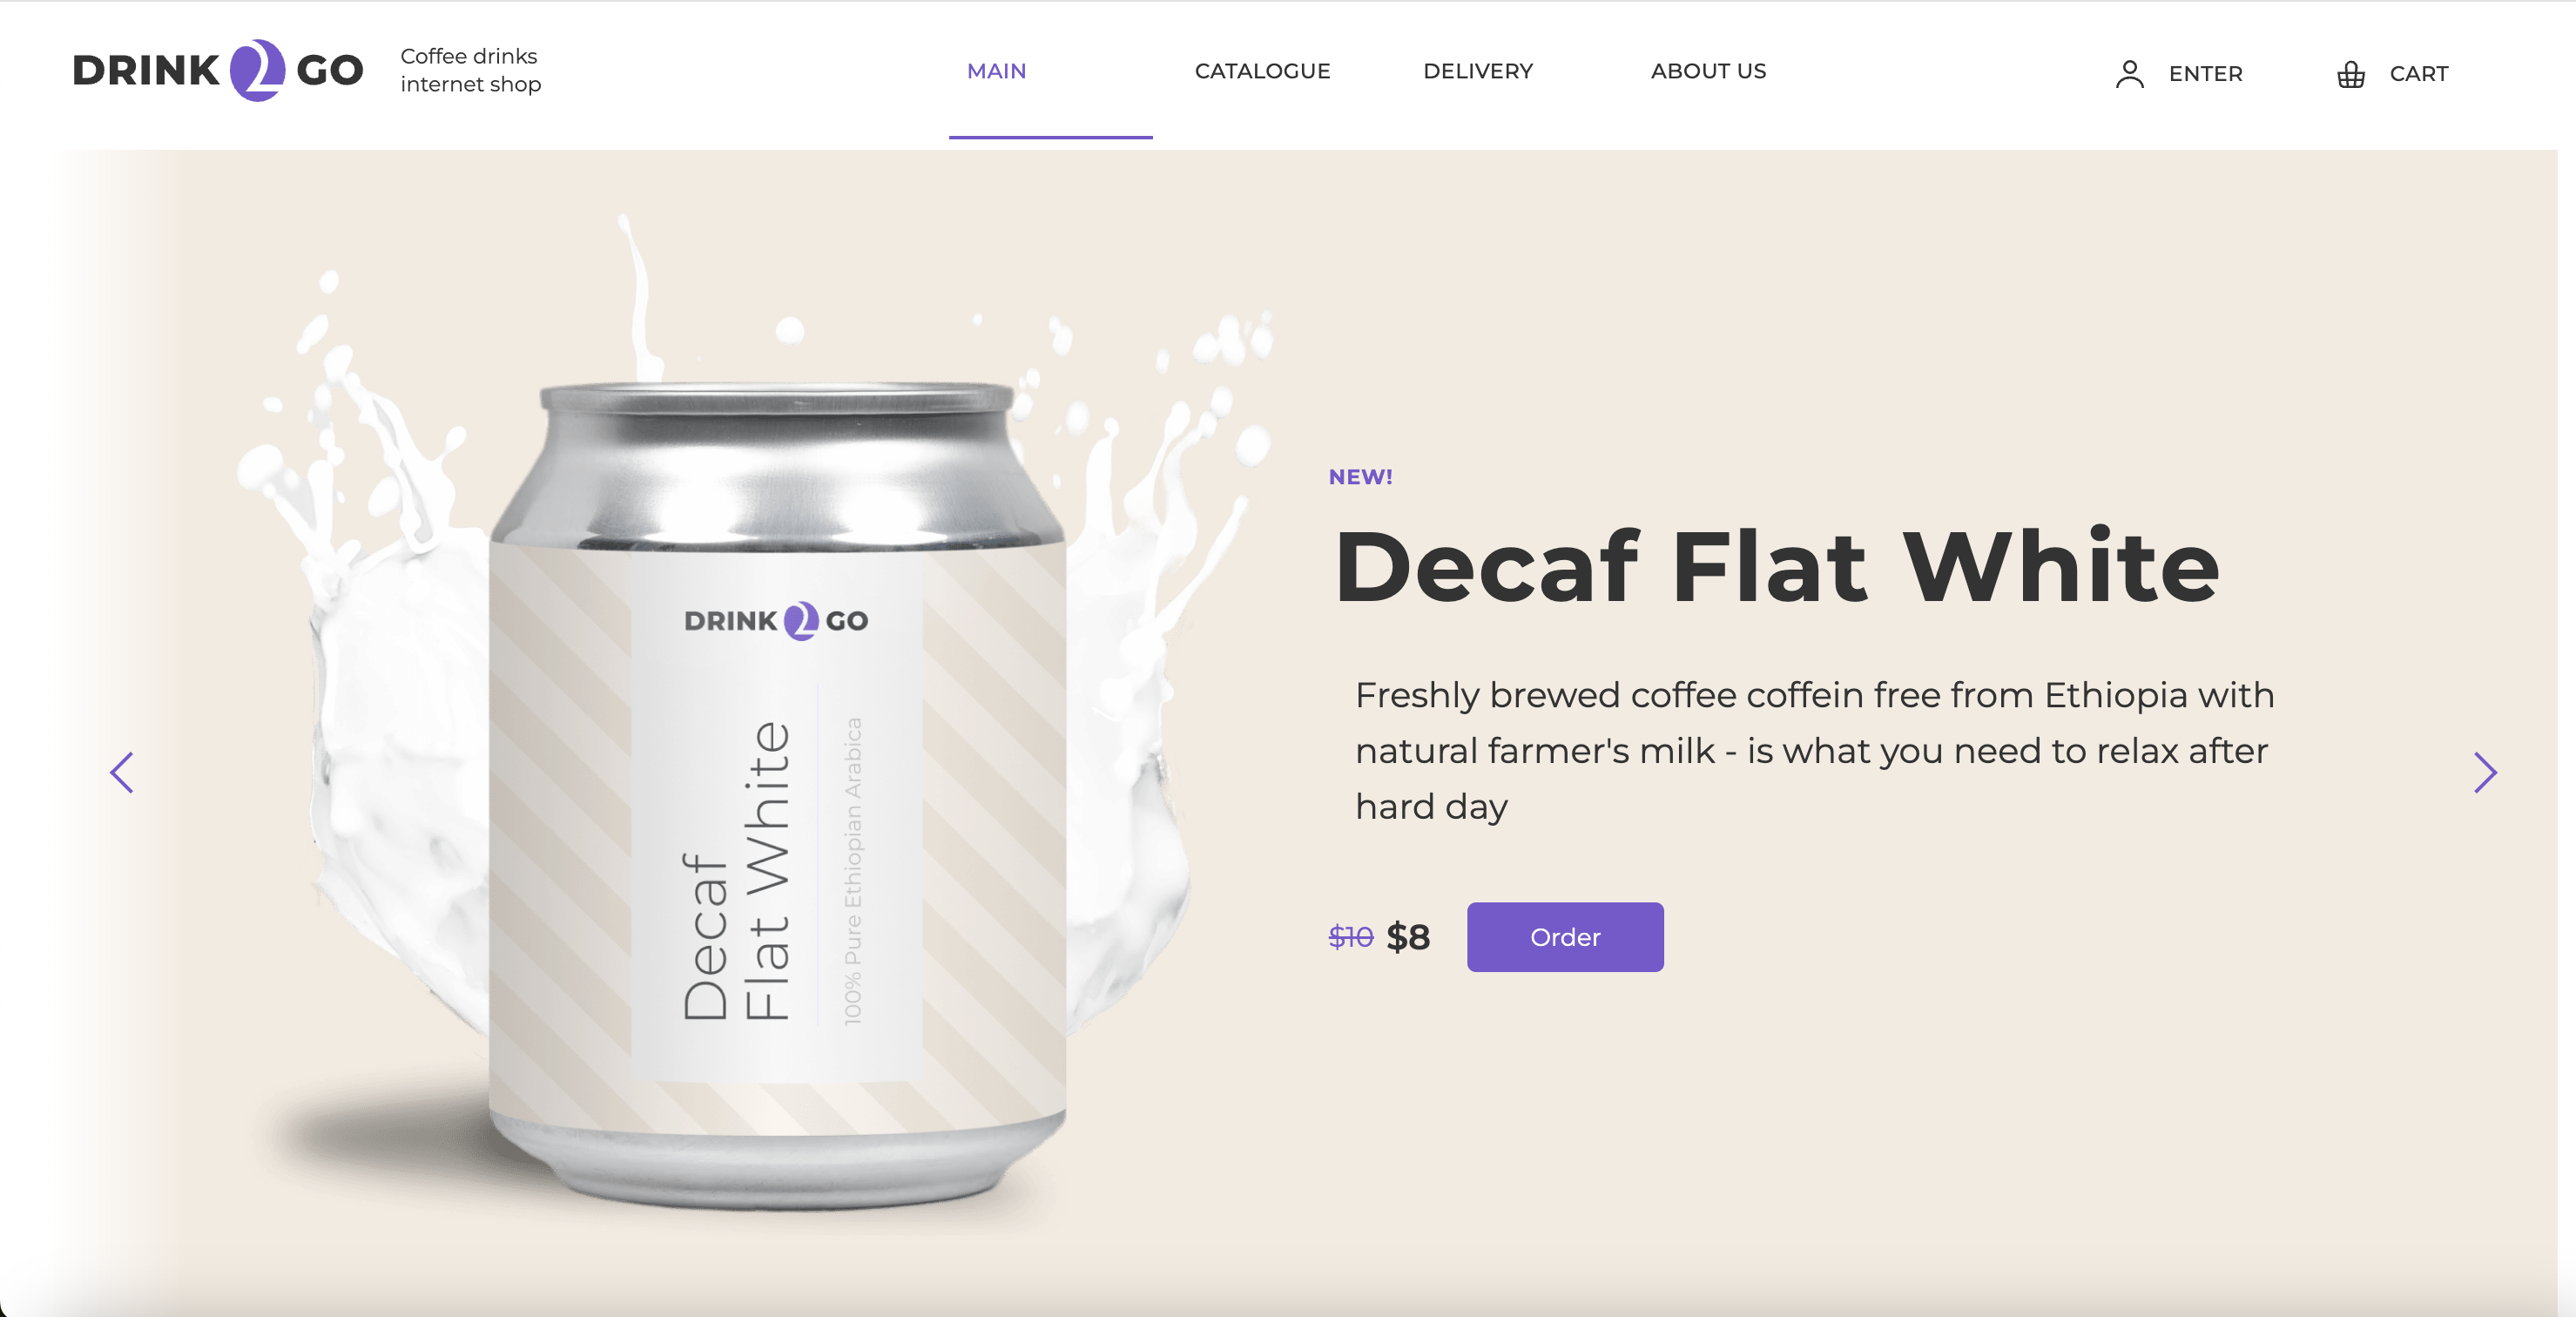 DRINK 2 GO
Coffee drinks
internet shop
MAIN
CATALOGUE
DELIVERY
ABOUT US
ENTER
CART
DRINK 2 GO
Decaf
Flat White
100% Pure Ethiopian Arabica
NEW!
Decaf Flat White
Freshly brewed coffee coffein free from Ethiopia with
natural farmer's milk - is what you need to relax after
hard day
$10 $8
Order